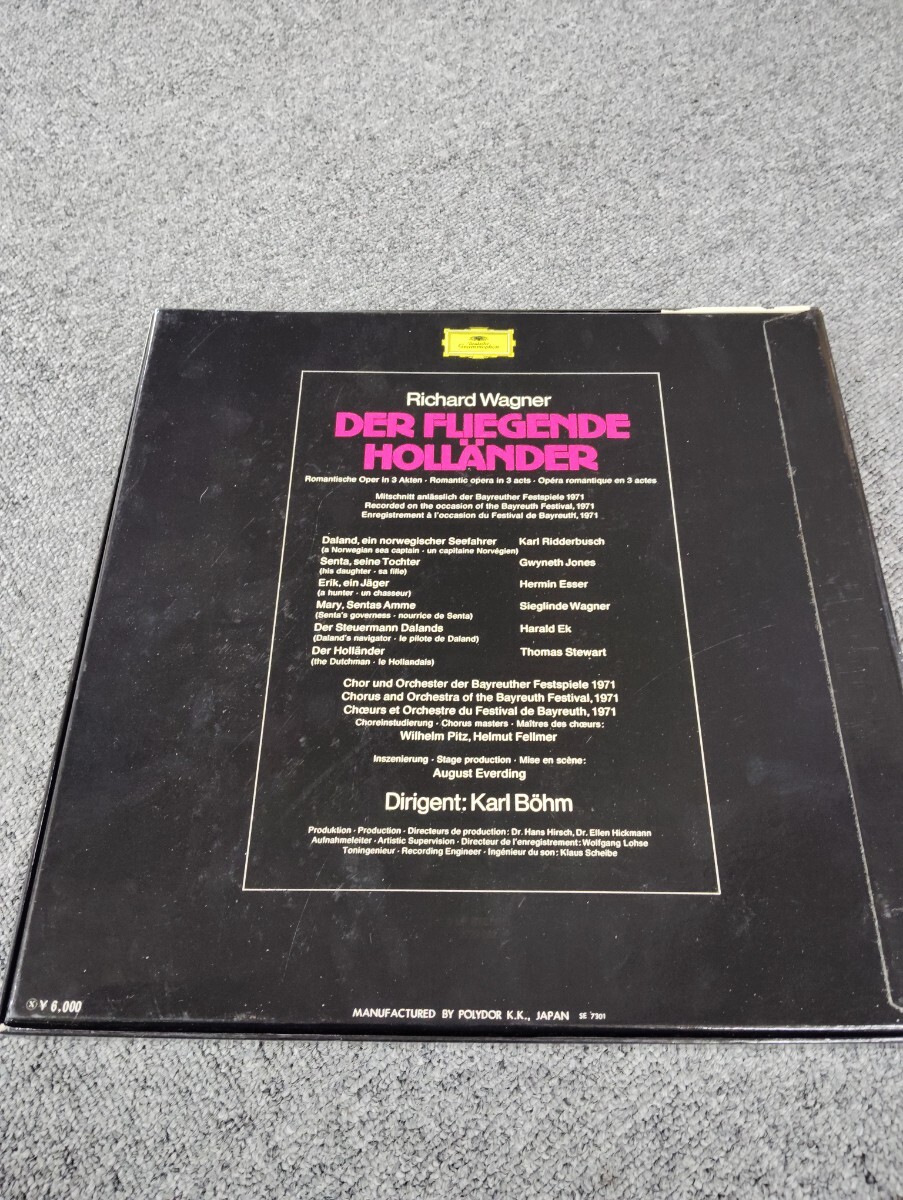 Deutsche
Grammophon
Richard Wagner
DER FLIEGENDE
HOLLÄNDER
Romantische Oper in 3 Akten · Romantic opera in 3 acts · Opéra romantique en 3 actes
Mitschnitt anlässlich der Bayreuther Festspiele 1971
Recorded on the occasion of the Bayreuth Festival, 1971
Enregistrement à l'occasion du Festival de Bayreuth, 1971
Daland, ein norwegischer Seefahrer Karl Ridderbusch
(a Norwegian sea captain · un capitaine Norvégien)
Senta, seine Tochter Gwyneth Jones
(his daughter · sa fille)
Erik, ein Jäger Hermin Esser
(a hunter · un chasseur)
Mary, Sentas Amme Sieglinde Wagner
(Senta's governess · nourrice de Senta)
Der Steuermann Dalands Harald Ek
(Daland's navigator · le pilote de Daland)
Der Holländer Thomas Stewart
(the Dutchman · le Hollandais)
Chor und Orchester der Bayreuther Festspiele 1971
Chorus and Orchestra of the Bayreuth Festival, 1971
Chœurs et Orchestre du Festival de Bayreuth, 1971
Choreinstudierung · Chorus masters · Maîtres des chœurs:
Wilhelm Pitz, Helmut Fellmer
Inszenierung · Stage production · Mise en scène:
August Everding
Dirigent: Karl Böhm
Produktion · Production · Directeurs de production: Dr. Hans Hirsch, Dr. Ellen Hickmann
Aufnahmeleiter · Artistic Supervision · Directeur de l'enregistrement: Wolfgang Lohse
Toningenieur · Recording Engineer · Ingénieur du son: Klaus Scheibe
Ⓧ ¥ 6,000
MANUFACTURED BY POLYDOR K.K., JAPAN SE 7301